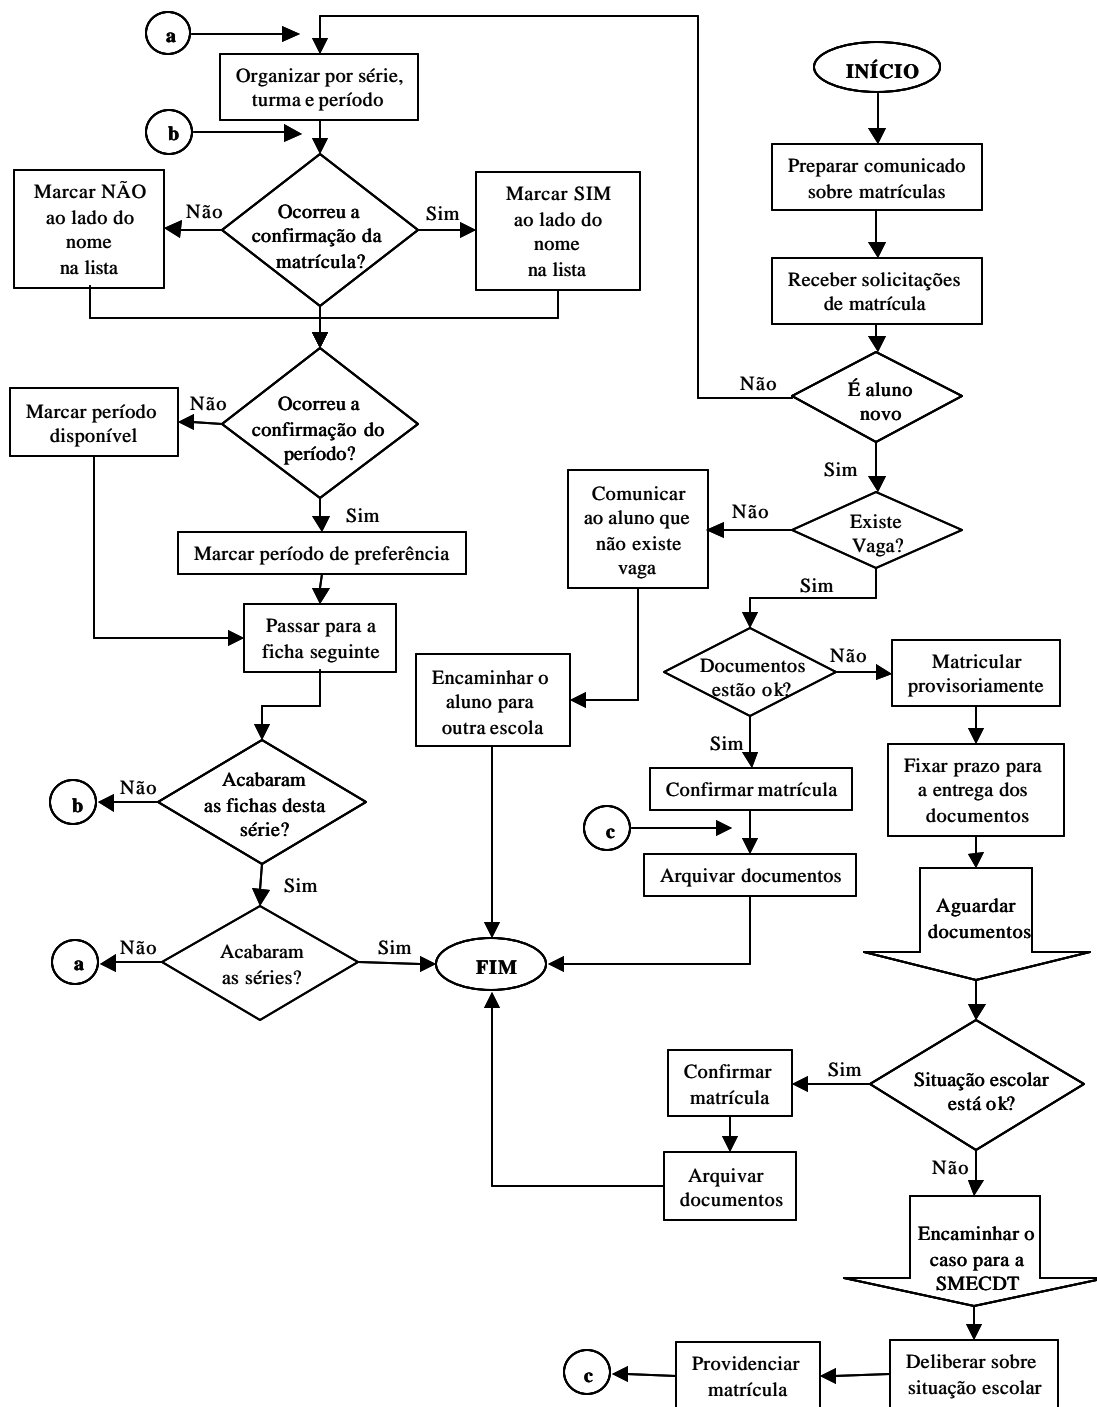 a
Organizar por série,
turma e período
b
Marcar NÃO
ao lado do
nome
na lista
Não
Ocorreu a
confirmação da
matrícula?
Sim
Marcar SIM
ao lado do
nome
na lista
Marcar período
disponível
Não
Ocorreu a
confirmação do
período?
Sim
Marcar período de preferência
Passar para a
ficha seguinte
b
Não
Acabaram
as fichas desta
série?
Sim
a
Não
Acabaram
as séries?
Sim
FIM
INÍCIO
Preparar comunicado
sobre matrículas
Receber solicitações
de matrícula
Não
É aluno
novo
Sim
Comunicar
ao aluno que
não existe
vaga
Não
Existe
Vaga?
Sim
Encaminhar o
aluno para
outra escola
Documentos
estão ok?
Não
Matricular
provisoriamente
Sim
Confirmar matrícula
c
Arquivar documentos
Fixar prazo para
a entrega dos
documentos
Aguardar
documentos
Situação escolar
está ok?
Sim
Confirmar
matrícula
Arquivar
documentos
Não
Encaminhar o
caso para a
SMECDT
Deliberar sobre
situação escolar
Providenciar
matrícula
c